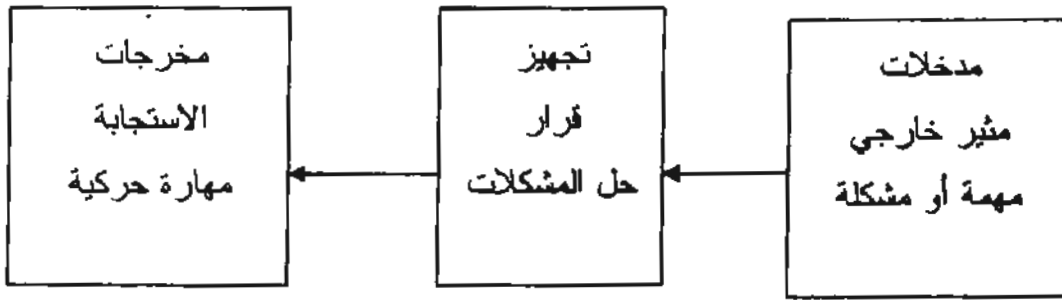 مدخلات
مثير خارجي
مهمة أو مشكلة
تجهيز
قرار
حل المشكلات
مخرجات
الاستجابة
مهارة حركية